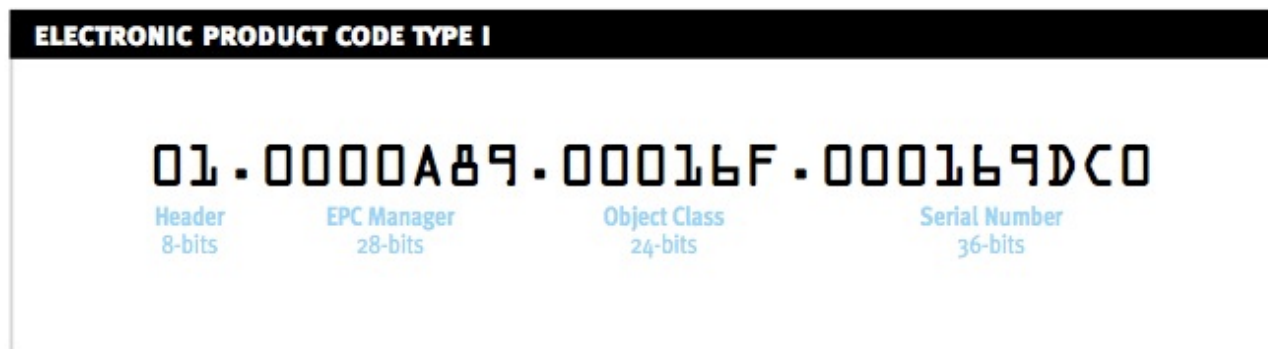 ELECTRONIC PRODUCT CODE TYPE I
01.0000A89.00016F.000169DC0
Header EPC Manager Object Class Serial Number
8-bits 28-bits 24-bits 36-bits